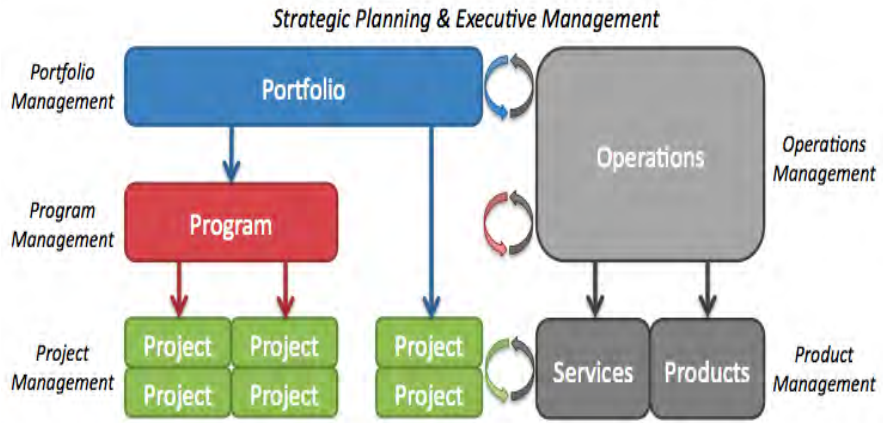 Strategic Planning & Executive Management
Portfolio
Management
Portfolio
Operations
Operations
Management
Program
Management
Program
Project
Management
Project
Project
Project
Project
Project
Project
Services
Products
Product
Management